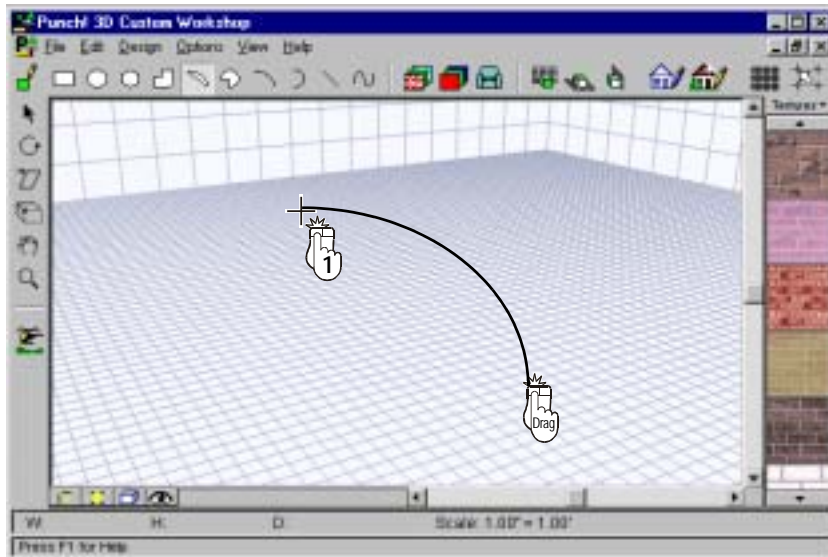 Punch! 3D Custom Workshop
File Edit Design Options View Help
Textures
1
Drag
W: H: D: Scale: 1.00" = 1.00"
Press F1 for Help